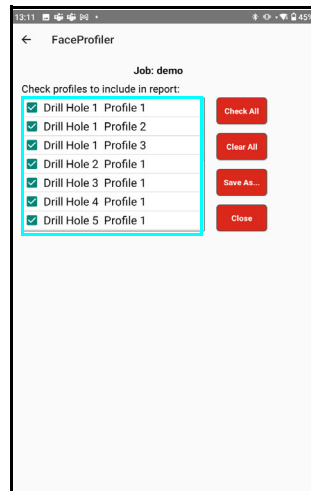 13:11 45%
FaceProfiler
Job: demo
Check profiles to include in report:
Drill Hole 1 Profile 1
Drill Hole 1 Profile 2
Drill Hole 1 Profile 3
Drill Hole 2 Profile 1
Drill Hole 3 Profile 1
Drill Hole 4 Profile 1
Drill Hole 5 Profile 1
Check All
Clear All
Save As...
Close